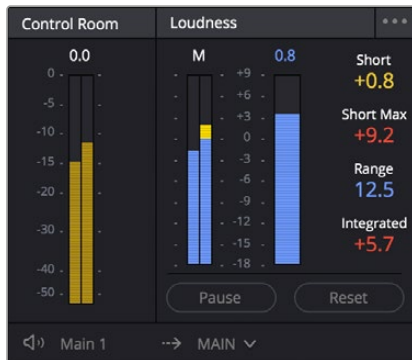 Control Room
Loudness
0.0
M
0.8
Short
+0.8
Short Max
+9.2
Range
12.5
Integrated
+5.7
0
-5
-10
-15
-20
-30
-40
-50
+9
+6
+3
0
-3
-6
-9
-12
-15
-18
Pause
Reset
Main 1
MAIN